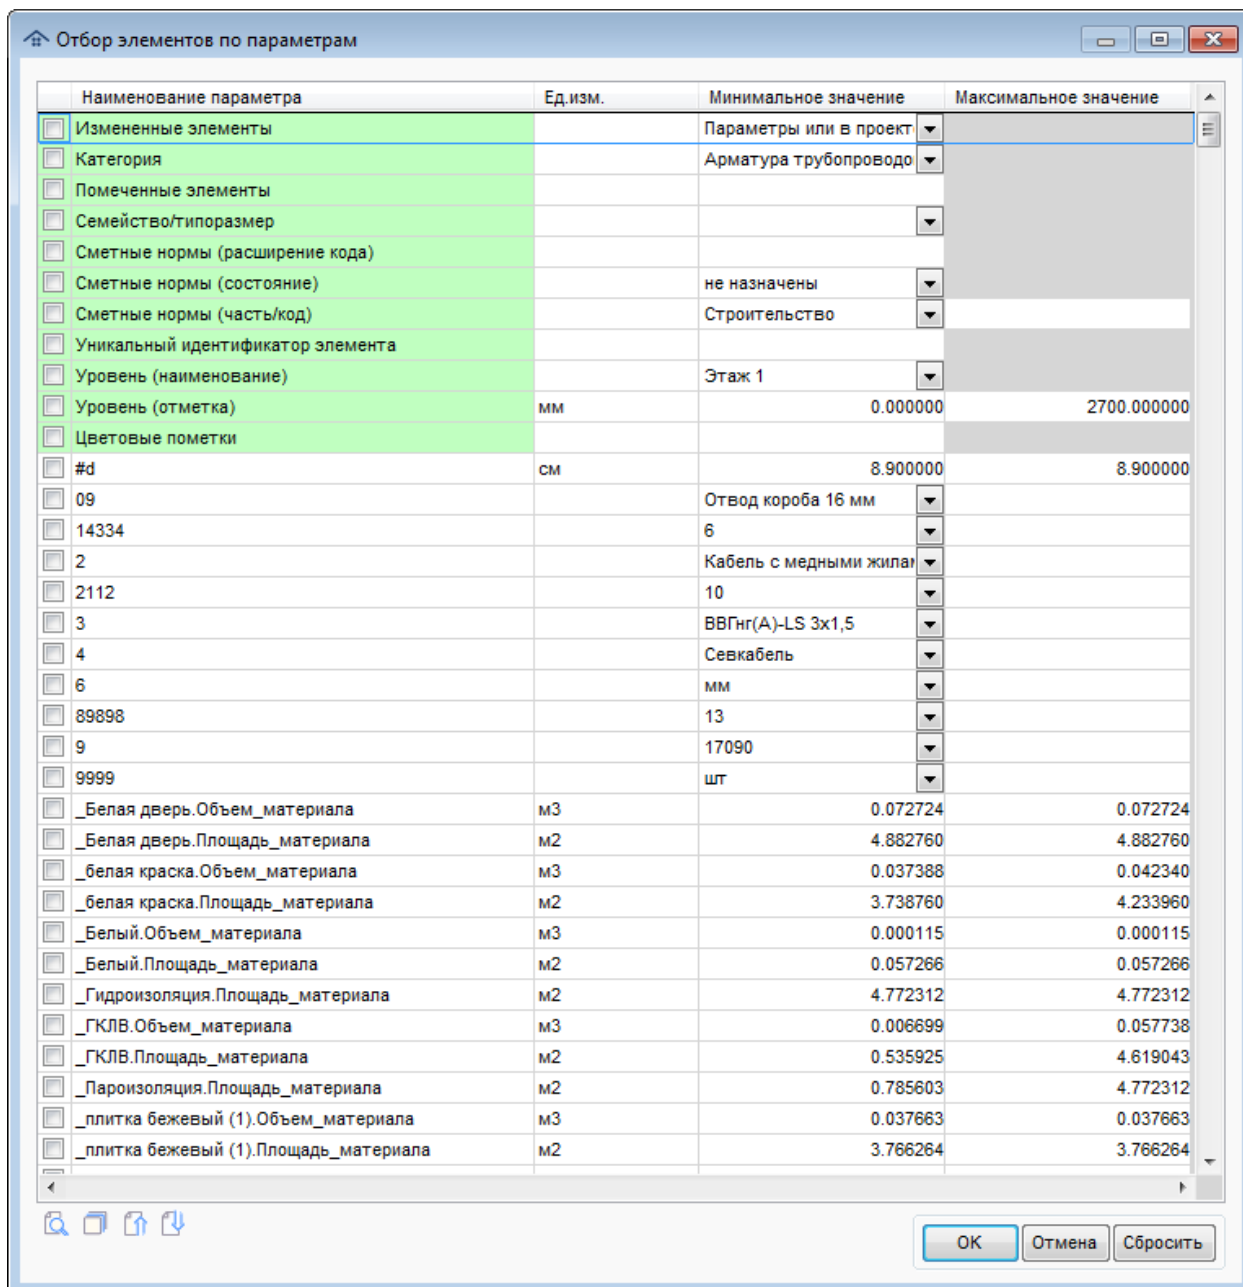 Отбор элементов по параметрам
Наименование параметра Ед.изм. Минимальное значение Максимальное значение
Измененные элементы Параметры или в проект
Категория Арматура трубопроводо
Помеченные элементы
Семейство/типоразмер
Сметные нормы (расширение кода)
Сметные нормы (состояние) не назначены
Сметные нормы (часть/код) Строительство
Уникальный идентификатор элемента
Уровень (наименование) Этаж 1
Уровень (отметка) мм 0.000000 2700.000000
Цветовые пометки
#d см 8.900000 8.900000
09 Отвод короба 16 мм
14334 6
2 Кабель с медными жилам
2112 10
3 ВВГнг(A)-LS 3x1,5
4 Севкабель
6 мм
89898 13
9 17090
9999 шт
_Белая дверь.Объем_материала м3 0.072724 0.072724
_Белая дверь.Площадь_материала м2 4.882760 4.882760
_белая краска.Объем_материала м3 0.037388 0.042340
_белая краска.Площадь_материала м2 3.738760 4.233960
_Белый.Объем_материала м3 0.000115 0.000115
_Белый.Площадь_материала м2 0.057266 0.057266
_Гидроизоляция.Площадь_материала м2 4.772312 4.772312
_ГКЛВ.Объем_материала м3 0.006699 0.057738
_ГКЛВ.Площадь_материала м2 0.535925 4.619043
_Пароизоляция.Площадь_материала м2 0.785603 4.772312
_плитка бежевый (1).Объем_материала м3 0.037663 0.037663
_плитка бежевый (1).Площадь_материала м2 3.766264 3.766264
OK Отмена Сбросить